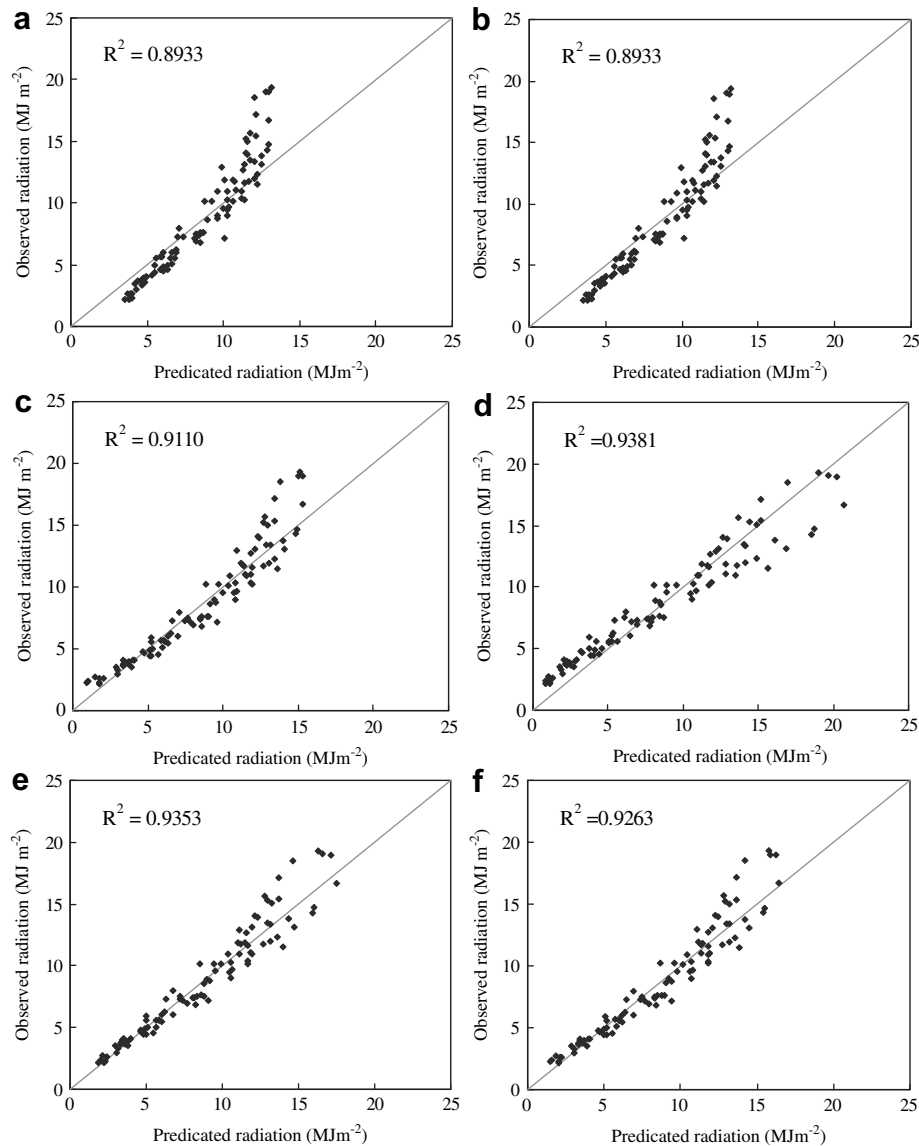 a
R² = 0.8933
Observed radiation (MJ m⁻²)
25
20
15
10
5
0
0 5 10 15 20 25
Predicated radiation (MJm⁻²)
b
R² = 0.8933
Observed radiation (MJ m⁻²)
25
20
15
10
5
0
0 5 10 15 20 25
Predicated radiation (MJm⁻²)
c
R² = 0.9110
Observed radiation (MJ m⁻²)
25
20
15
10
5
0
0 5 10 15 20 25
Predicated radiation (MJm⁻²)
d
R² =0.9381
Observed radiation (MJ m⁻²)
25
20
15
10
5
0
0 5 10 15 20 25
Predicated radiation (MJm⁻²)
e
R² = 0.9353
Observed radiation (MJ m⁻²)
25
20
15
10
5
0
0 5 10 15 20 25
Predicated radiation (MJm⁻²)
f
R² =0.9263
Observed radiation (MJ m⁻²)
25
20
15
10
5
0
0 5 10 15 20 25
Predicated radiation (MJm⁻²)